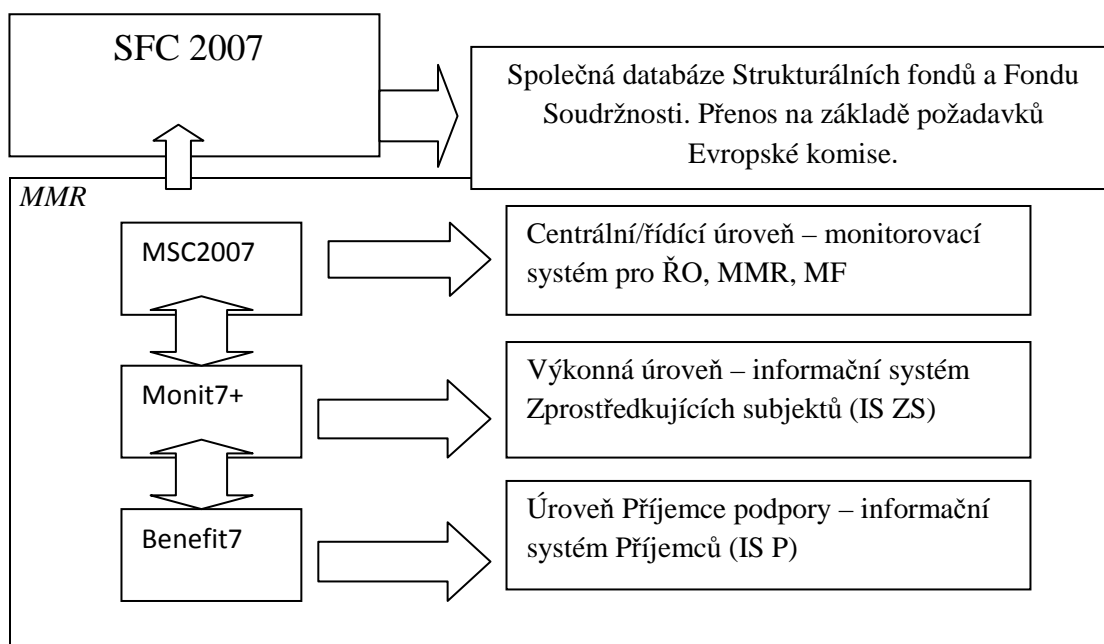 SFC 2007
Společná databáze Strukturálních fondů a Fondu
Soudržnosti. Přenos na základě požadavků
Evropské komise.
MMR
MSC2007
Centrální/řídící úroveň – monitorovací
systém pro ŘO, MMR, MF
Monit7+
Výkonná úroveň – informační systém
Zprostředkujících subjektů (IS ZS)
Benefit7
Úroveň Příjemce podpory – informační
systém Příjemců (IS P)